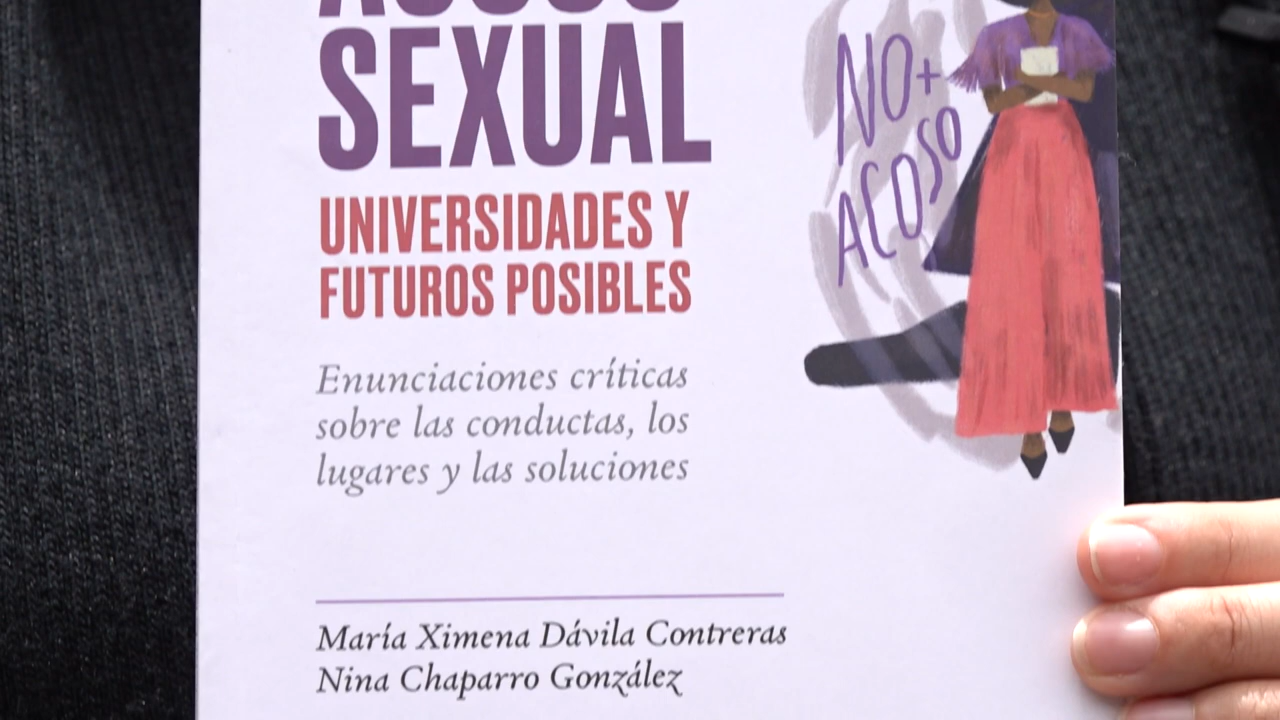 ACOSO
SEXUAL
UNIVERSIDADES Y
FUTUROS POSIBLES
Enunciaciones críticas
sobre las conductas, los
lugares y las soluciones
María Ximena Dávila Contreras
Nina Chaparro González
NO+
ACOSO